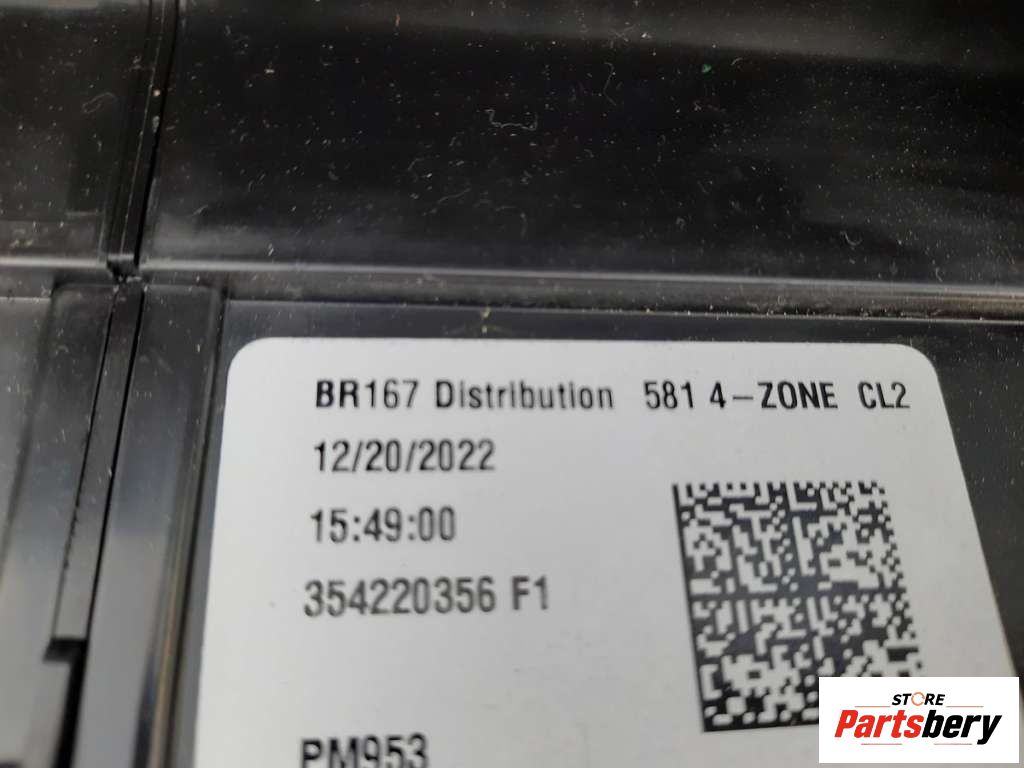 BR167 Distribution 581 4-ZONE CL2
12/20/2022
15:49:00
354220356 F1
PM953
STORE
Partsbery